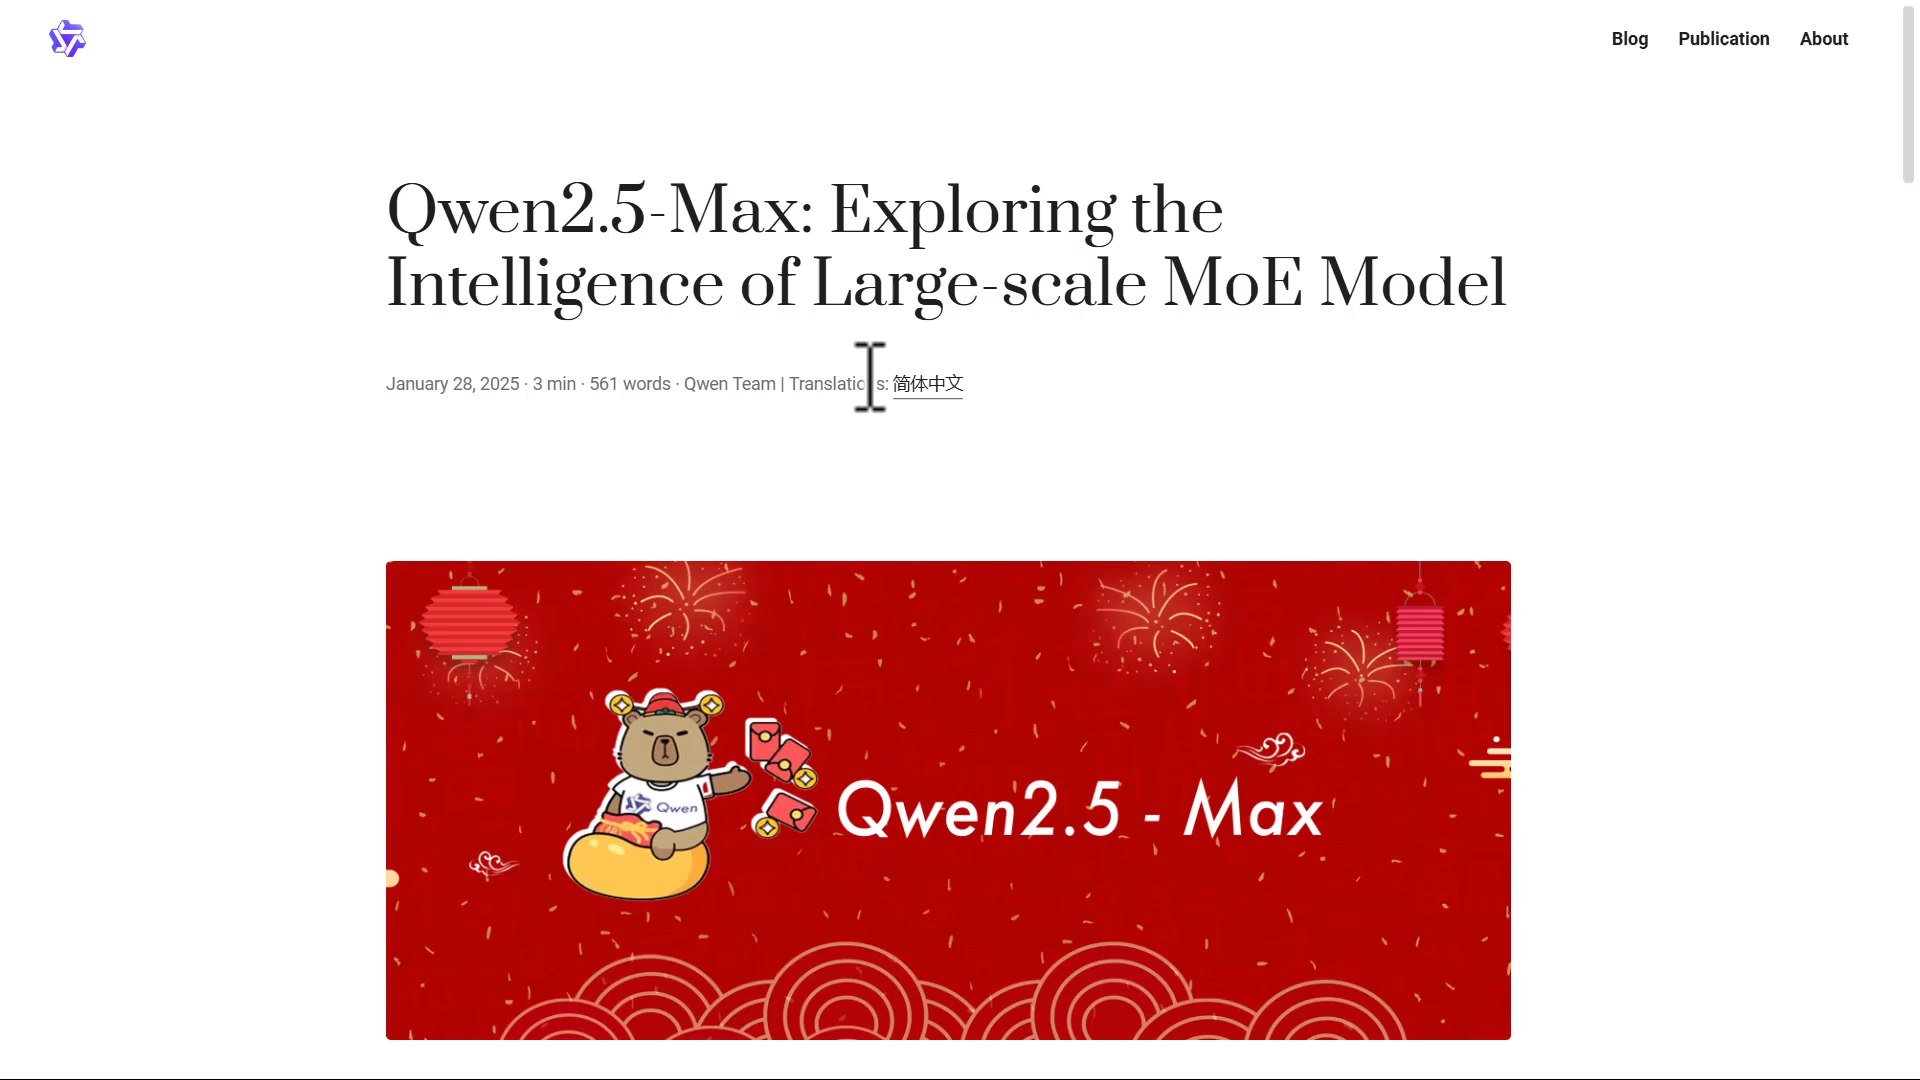 Blog Publication About
Qwen2.5-Max: Exploring the
Intelligence of Large-scale MoE Model
January 28, 2025 · 3 min · 561 words · Qwen Team | Translations: 简体中文
Qwen
Qwen2.5 - Max